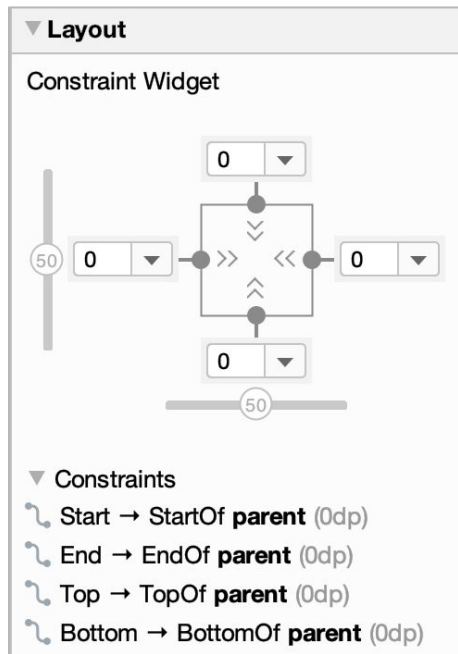 Layout
Constraint Widget
0
50
0
0
0
50
Constraints
Start → StartOf parent (0dp)
End → EndOf parent (0dp)
Top → TopOf parent (0dp)
Bottom → BottomOf parent (0dp)